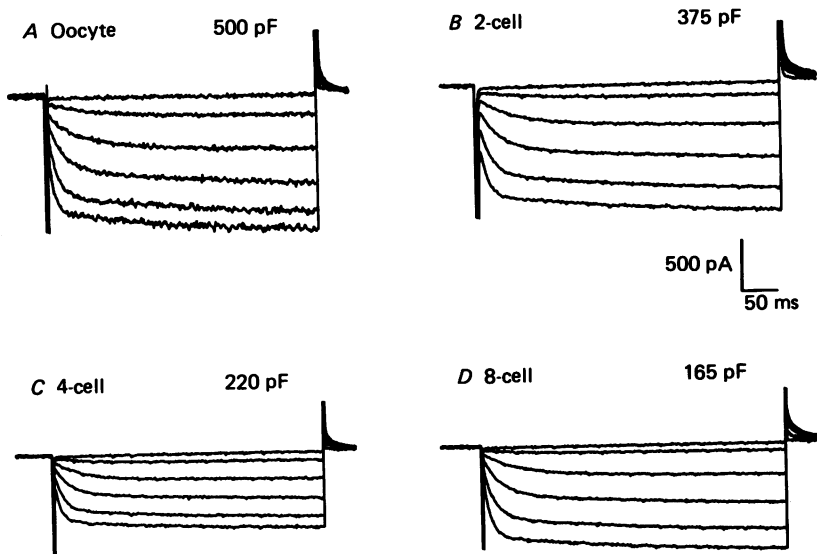 A Oocyte 500 pF
B 2-cell 375 pF
500 pA
50 ms
C 4-cell 220 pF
D 8-cell 165 pF